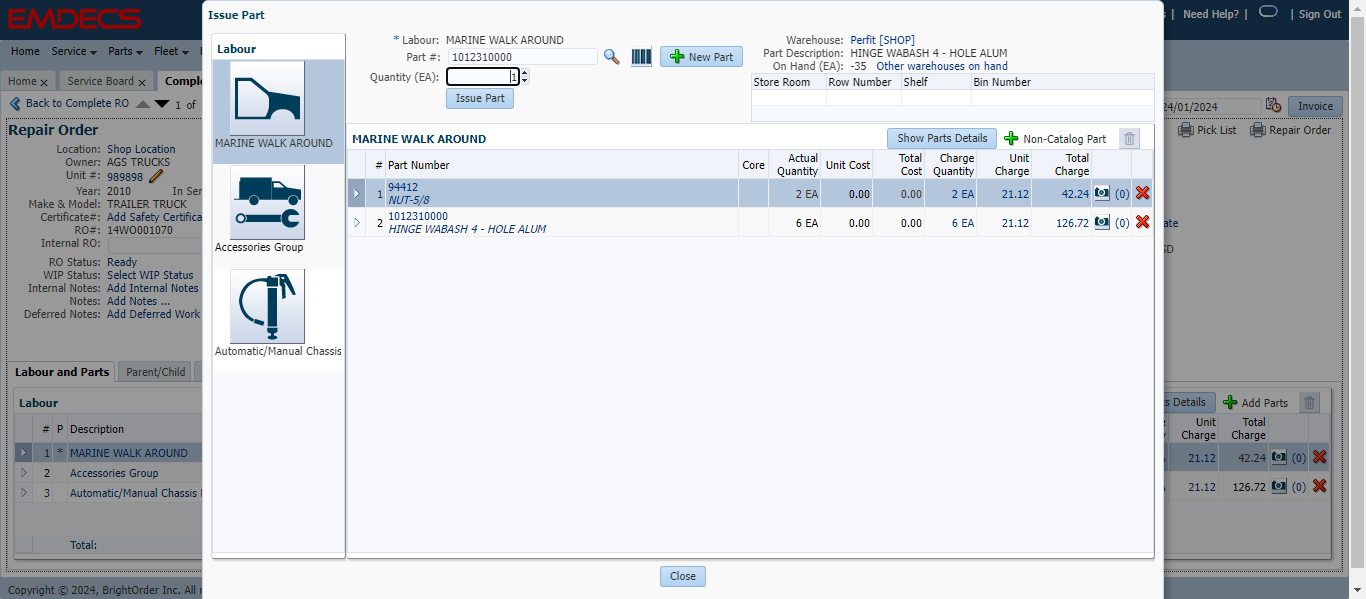 EMDECS
Need Help? |
| Sign Out
Home Service Parts Fleet
Home x Service Board x Comple
Back to Complete RO 1 of
24/01/2024 Invoice
Repair Order
Pick List Repair Order
Location: Shop Location
Owner: AGS TRUCKS
Unit #: 989898
Year: 2010 In Ser
Make & Model: TRAILER TRUCK
Certificate#: Add Safety Certifica
RO#: 14WO001070
Internal RO:
RO Status: Ready
WIP Status: Select WIP Status
Internal Notes: Add Internal Notes
Notes: Add Notes ...
Deferred Notes: Add Deferred Work
Labour and Parts Parent/Child
Labour
# P Description
1 * MARINE WALK AROUND
2 Accessories Group
3 Automatic/Manual Chassis
Total:
Copyright © 2024, BrightOrder Inc. All
Issue Part
Labour
MARINE WALK AROUND
Accessories Group
Automatic/Manual Chassis
* Labour: MARINE WALK AROUND
Part #: 1012310000
New Part
Quantity (EA): 1
Issue Part
Warehouse: Perfit [SHOP]
Part Description: HINGE WABASH 4 - HOLE ALUM
On Hand (EA): -35 Other warehouses on hand
Store Room Row Number Shelf Bin Number
MARINE WALK AROUND
Show Parts Details Non-Catalog Part
# Part Number Core Actual Quantity Unit Cost Total Cost Charge Quantity Unit Charge Total Charge
1 94412 2 EA 0.00 0.00 2 EA 21.12 42.24 (0)
NUT-5/8
2 1012310000 6 EA 0.00 0.00 6 EA 21.12 126.72 (0)
HINGE WABASH 4 - HOLE ALUM
Close
ate
SD
s Details Add Parts
Unit Charge Total Charge
21.12 42.24 (0)
21.12 126.72 (0)